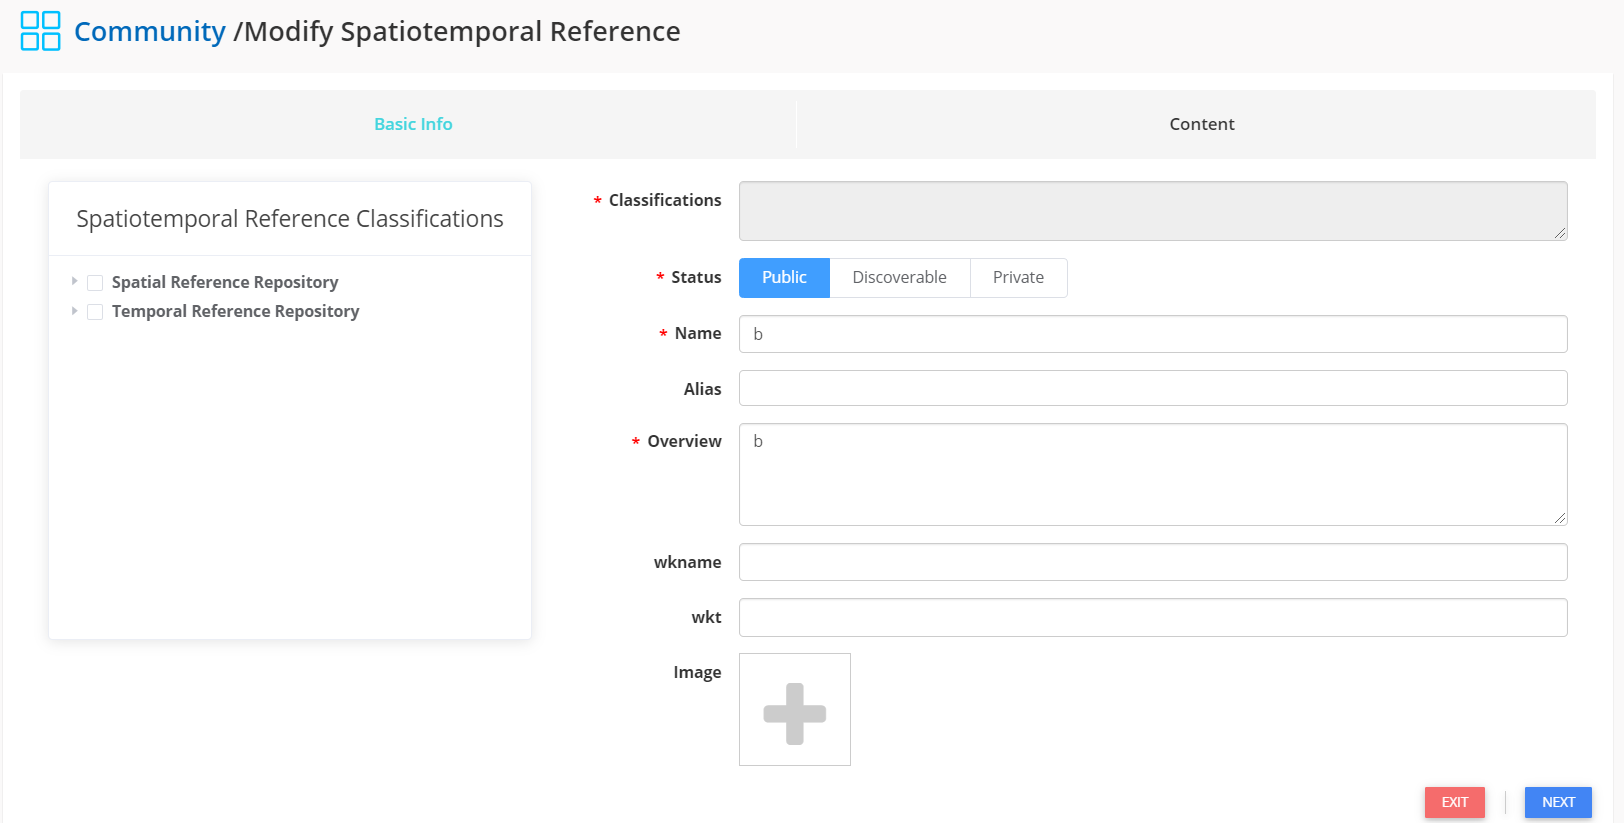 Community /Modify Spatiotemporal Reference
Basic Info
Content
Spatiotemporal Reference Classifications
Spatial Reference Repository
Temporal Reference Repository
* Classifications
* Status
Public
Discoverable
Private
* Name
b
Alias
* Overview
b
wkname
wkt
Image
EXIT
NEXT